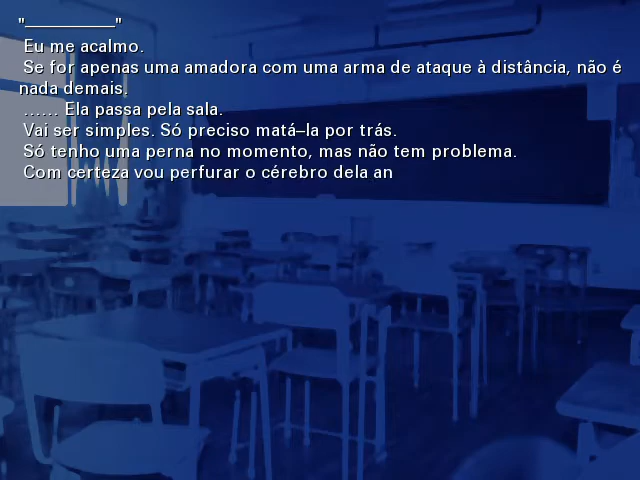 "__________"
Eu me acalmo.
Se for apenas uma amadora com uma arma de ataque à distância, não é
nada demais.
…… Ela passa pela sala.
Vai ser simples. Só preciso matá–la por trás.
Só tenho uma perna no momento, mas não tem problema.
Com certeza vou perfurar o cérebro dela an